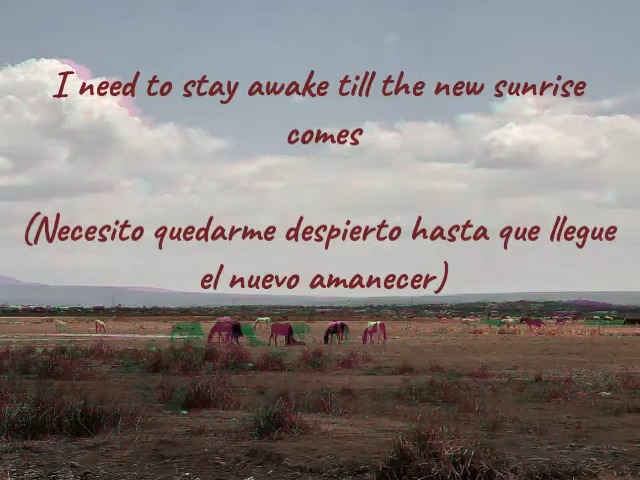 I need to stay awake till the new sunrise
comes
(Necesito quedarme despierto hasta que llegue
el nuevo amanecer)